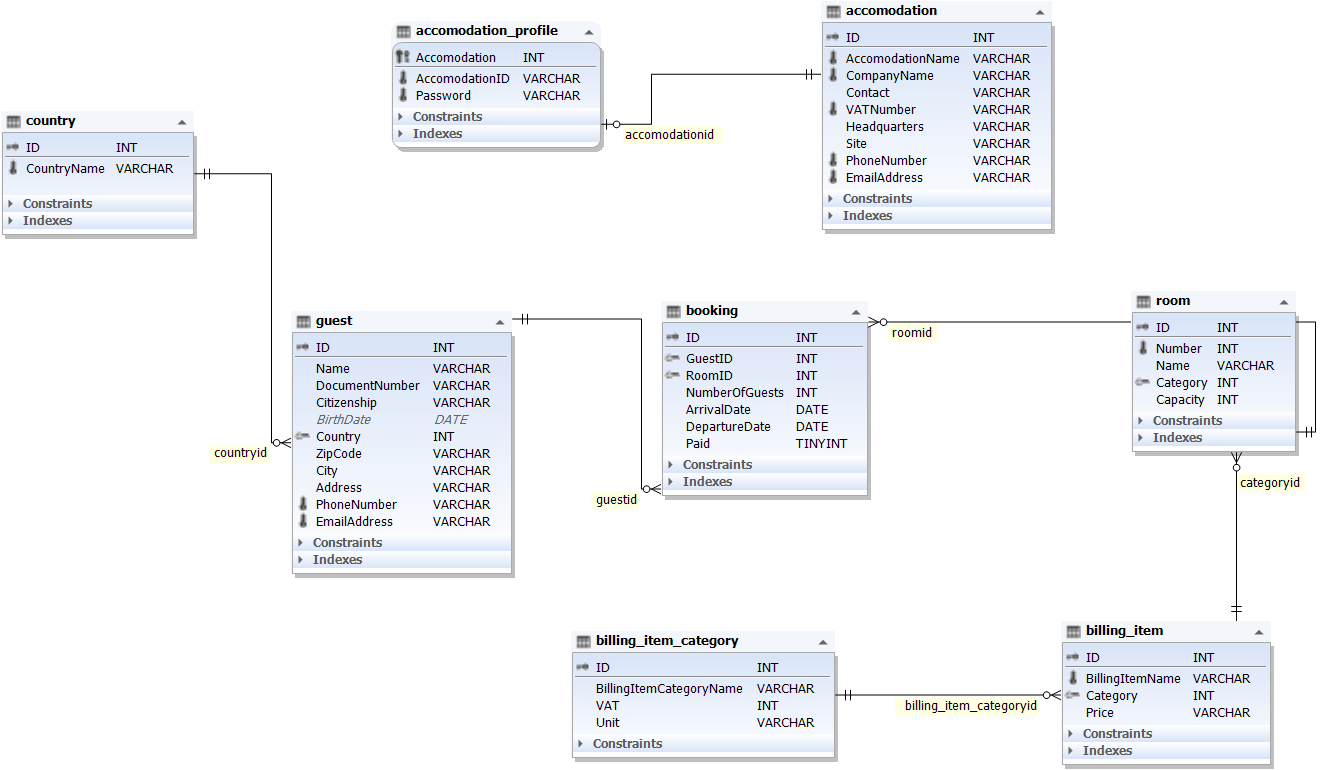 accomodation_profile
Accomodation INT
AccomodationID VARCHAR
Password VARCHAR
Constraints
Indexes
accomodation
ID INT
AccomodationName VARCHAR
CompanyName VARCHAR
Contact VARCHAR
VATNumber VARCHAR
Headquarters VARCHAR
Site VARCHAR
PhoneNumber VARCHAR
EmailAddress VARCHAR
Constraints
Indexes
accomodationid
country
ID INT
CountryName VARCHAR
Constraints
Indexes
guest
ID INT
Name VARCHAR
DocumentNumber VARCHAR
Citizenship VARCHAR
BirthDate DATE
Country INT
ZipCode VARCHAR
City VARCHAR
Address VARCHAR
PhoneNumber VARCHAR
EmailAddress VARCHAR
Constraints
Indexes
countryid
booking
ID INT
GuestID INT
RoomID INT
NumberOfGuests INT
ArrivalDate DATE
DepartureDate DATE
Paid TINYINT
Constraints
Indexes
guestid
roomid
room
ID INT
Number INT
Name VARCHAR
Category INT
Capacity INT
Constraints
Indexes
categoryid
billing_item_category
ID INT
BillingItemCategoryName VARCHAR
VAT INT
Unit VARCHAR
Constraints
billing_item_categoryid
billing_item
ID INT
BillingItemName VARCHAR
Category INT
Price VARCHAR
Constraints
Indexes